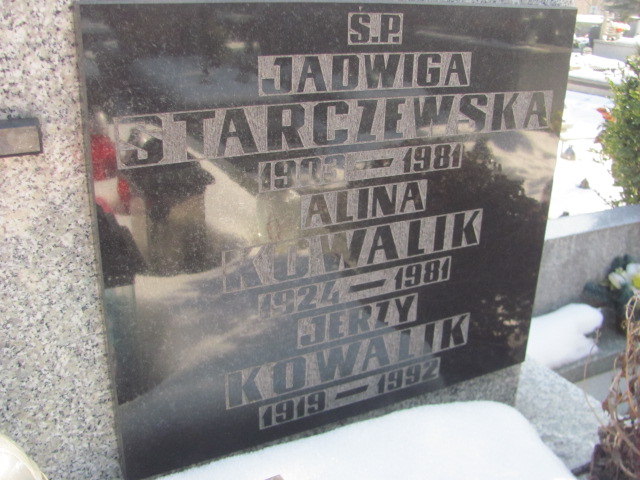 Ś.P.
JADWIGA
STARCZEWSKA
1903 – 1981
ALINA
KOWALIK
1924 – 1981
JERZY
KOWALIK
1919 – 1992